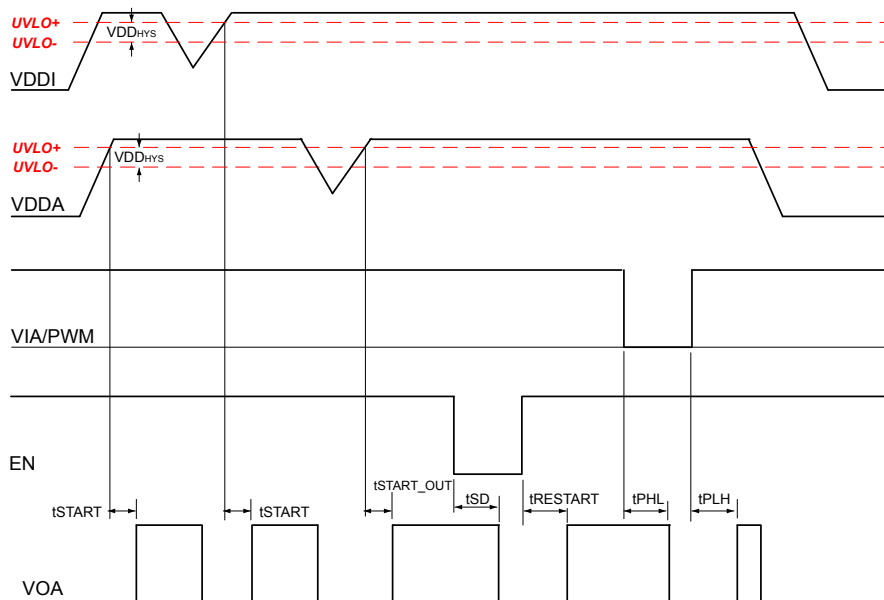 UVLO+
VDDHYS
UVLO-
VDDI
UVLO+
VDDHYS
UVLO-
VDDA
VIA/PWM
EN
tSTART
tSTART
tSTART_OUT
tSD
tRESTART
tPHL
tPLH
VOA